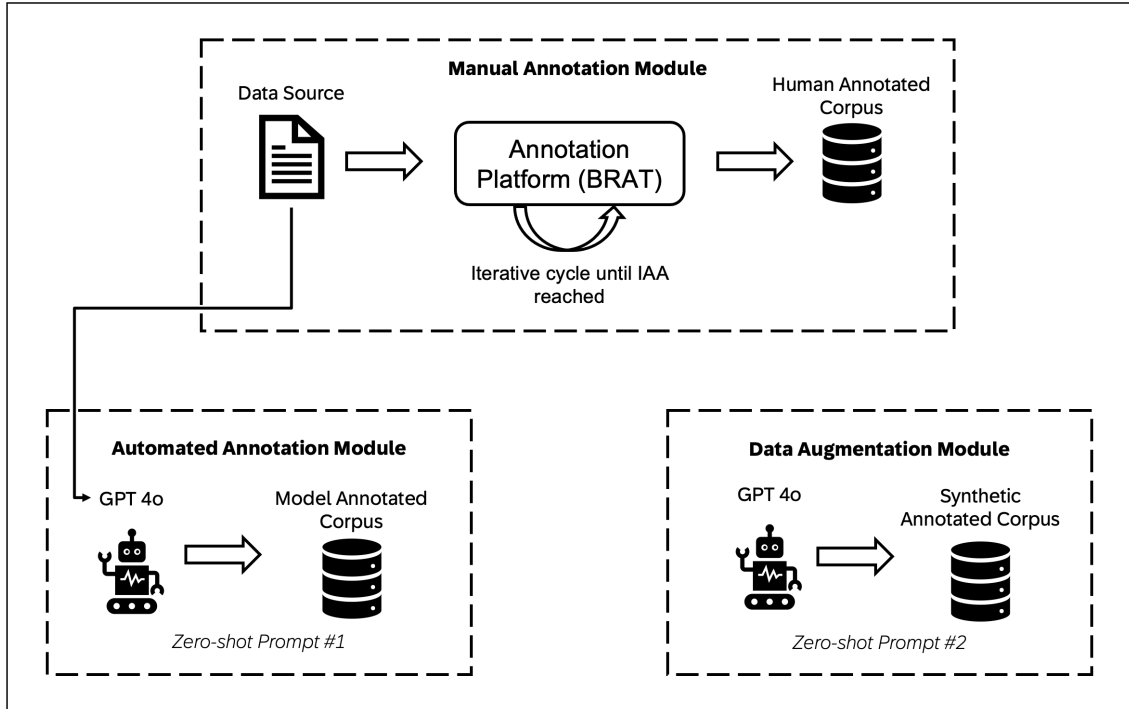 Manual Annotation Module
Data Source
Annotation
Platform (BRAT)
Iterative cycle until IAA
reached
Human Annotated
Corpus
Automated Annotation Module
GPT 4o
Model Annotated
Corpus
Zero-shot Prompt #1
Data Augmentation Module
GPT 4o
Synthetic
Annotated Corpus
Zero-shot Prompt #2